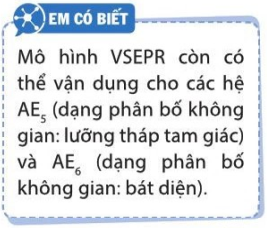 EM CÓ BIẾT
Mô hình VSEPR còn có
thể vận dụng cho các hệ
AE₅ (dạng phân bố không
gian: lưỡng tháp tam giác)
và AE₆ (dạng phân bố
không gian: bát diện).